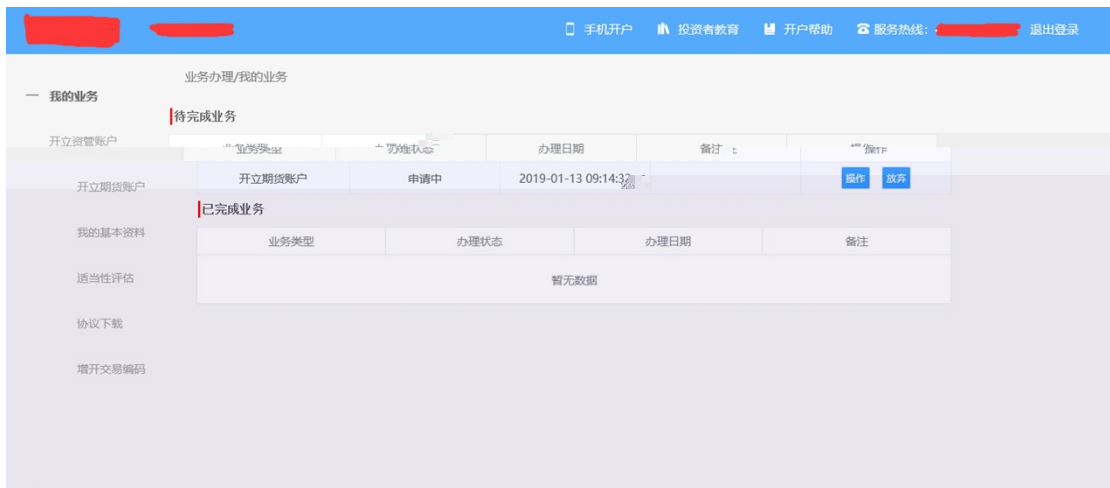 手机开户 投资者教育 开户帮助 服务热线: 退出登录
业务办理/我的业务
我的业务
待完成业务
开立资管账户
业务类型 办理状态 办理日期 备注 操作
开立期货账户 申请中 2019-01-13 09:14:32 操作 放弃
开立期货账户
已完成业务
我的基本资料
业务类型 办理状态 办理日期 备注
适当性评估
暂无数据
协议下载
增开交易编码